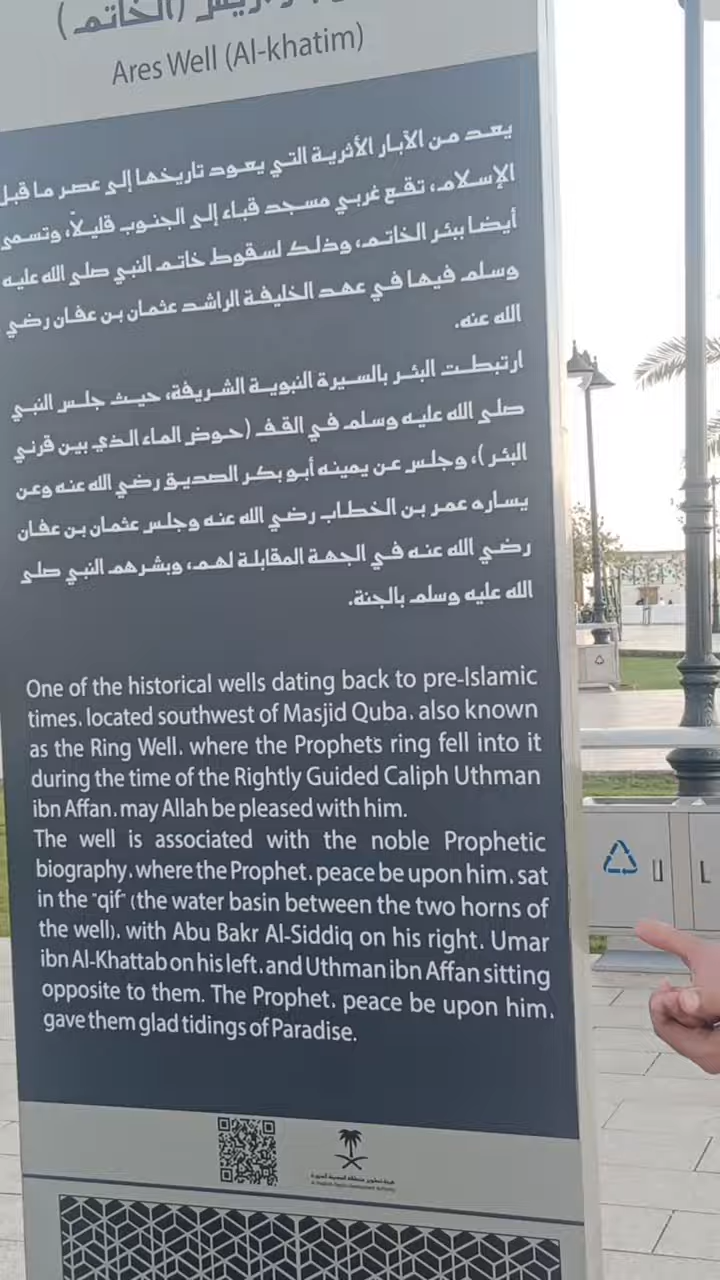 (الخاتم)
Ares Well (Al-khatim)
يعد من الآبار الأثرية التي يعود تاريخها إلى عصر ما قبل
الإسلام، تقع غربي مسجد قباء إلى الجنوب قليلاً، وتسمى
أيضا ببئر الخاتم، وذلك لسقوط خاتم النبي صلى الله عليه
وسلم فيها في عهد الخليفة الراشد عثمان بن عفان رضي
الله عنه.
ارتبطت البئر بالسيرة النبوية الشريفة، حيث جلس النبي
صلى الله عليه وسلم في القف (حوض الماء الذي بين قرني
البئر)، وجلس عن يمينه أبو بكر الصديق رضي الله عنه وعن
يساره عمر بن الخطاب رضي الله عنه وجلس عثمان بن عفان
رضي الله عنه في الجهة المقابلة لهم، وبشرهم النبي صلى
الله عليه وسلم بالجنة.
One of the historical wells dating back to pre-Islamic
times. located southwest of Masjid Quba. also known
as the Ring Well. where the Prophets ring fell into it
during the time of the Rightly Guided Caliph Uthman
ibn Affan. may Allah be pleased with him.
The well is associated with the noble Prophetic
biography. where the Prophet. peace be upon him. sat
in the "qif" (the water basin between the two horns of
the well). with Abu Bakr Al-Siddiq on his right. Umar
ibn Al-Khattab on his left. and Uthman ibn Affan sitting
opposite to them. The Prophet. peace be upon him.
gave them glad tidings of Paradise.
هيئة تطوير منطقة المدينة المنورة